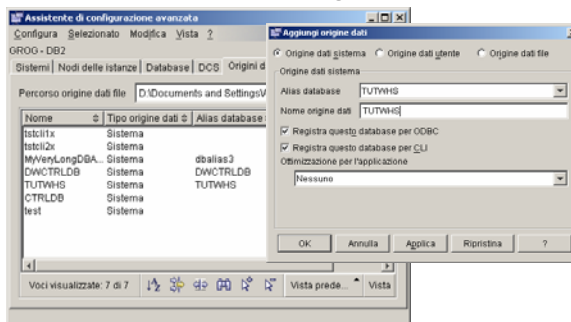 Assistente di configurazione avanzata
Configura Selezionato Modifica Vista ?
GROG - DB2
Sistemi Nodi delle istanze Database DCS Origini d
Percorso origine dati file D:\Documents and Settings\
Nome Tipo origine dati Alias database
tstcli1x Sistema
tstcli2x Sistema
MyVeryLongDBA... Sistema dbalias3
DWCTRLDB Sistema DWCTRLDB
TUTWHS Sistema TUTWHS
CTRLDB Sistema
test Sistema
Voci visualizzate: 7 di 7 Vista prede... Vista
Aggiungi origine dati
Origine dati sistema Origine dati utente Origine dati file
Origine dati sistema
Alias database TUTWHS
Nome origine dati TUTWHS
Registra questo database per ODBC
Registra questo database per CLI
Ottimizzazione per l'applicazione
Nessuno
OK Annulla Applica Ripristina ?